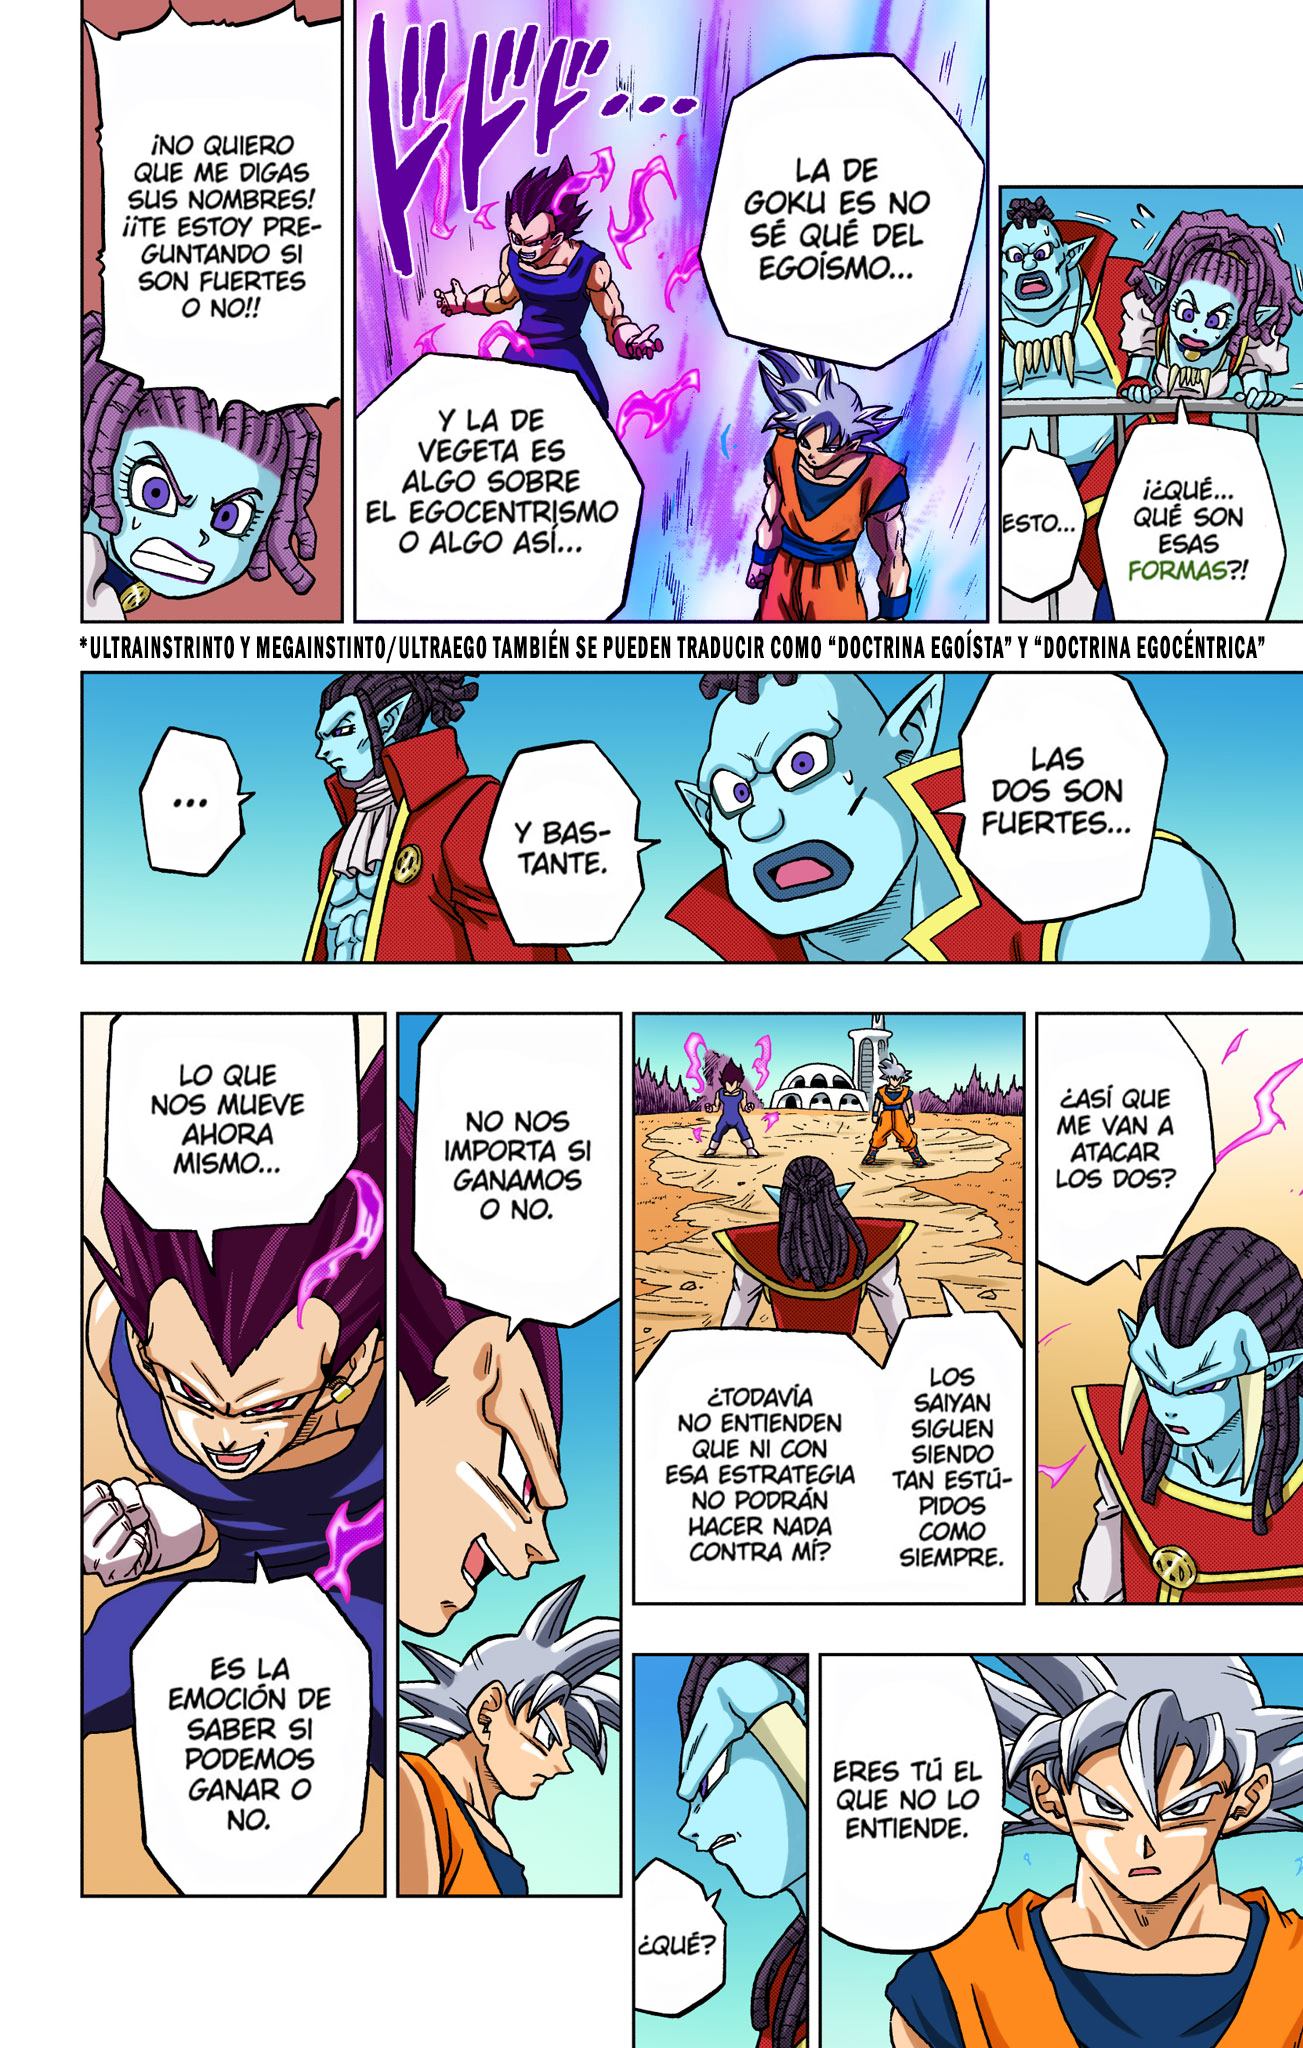 ¡¿QUÉ...
QUÉ SON
ESAS
FORMAS?!
ESTO...
LA DE
GOKU ES NO
SÉ QUÉ DEL
EGOÍSMO...
ドドド...
Y LA DE
VEGETA ES
ALGO SOBRE
EL EGOCENTRISMO
O ALGO ASÍ...
¡NO QUIERO
QUE ME DIGAS
SUS NOMBRES!
¡¡TE ESTOY PRE-
GUNTANDO SI
SON FUERTES
O NO!!
*ULTRAINSTRINTO Y MEGAINSTINTO/ULTRAEGO TAMBIÉN SE PUEDEN TRADUCIR COMO “DOCTRINA EGOÍSTA” Y “DOCTRINA EGOCÉNTRICA”
LAS
DOS SON
FUERTES...
Y BAS-
TANTE.
...
¿ASÍ QUE
ME VAN A
ATACAR
LOS DOS?
LOS
SAIYAN
SIGUEN
SIENDO
TAN ESTÚ-
PIDOS
COMO
SIEMPRE.
¿TODAVÍA
NO ENTIENDEN
QUE NI CON
ESA ESTRATEGIA
NO PODRÁN
HACER NADA
CONTRA MÍ?
ERES TÚ EL
QUE NO LO
ENTIENDE.
¿QUÉ?
NO NOS
IMPORTA SI
GANAMOS
O NO.
LO QUE
NOS MUEVE
AHORA
MISMO...
ES LA
EMOCIÓN DE
SABER SI
PODEMOS
GANAR O
NO.